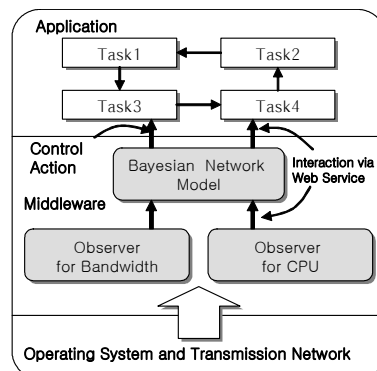 Application
Task1
Task2
Task3
Task4
Control
Action
Bayesian Network
Model
Interaction via
Web Service
Middleware
Observer
for Bandwidth
Observer
for CPU
Operating System and Transmission Network